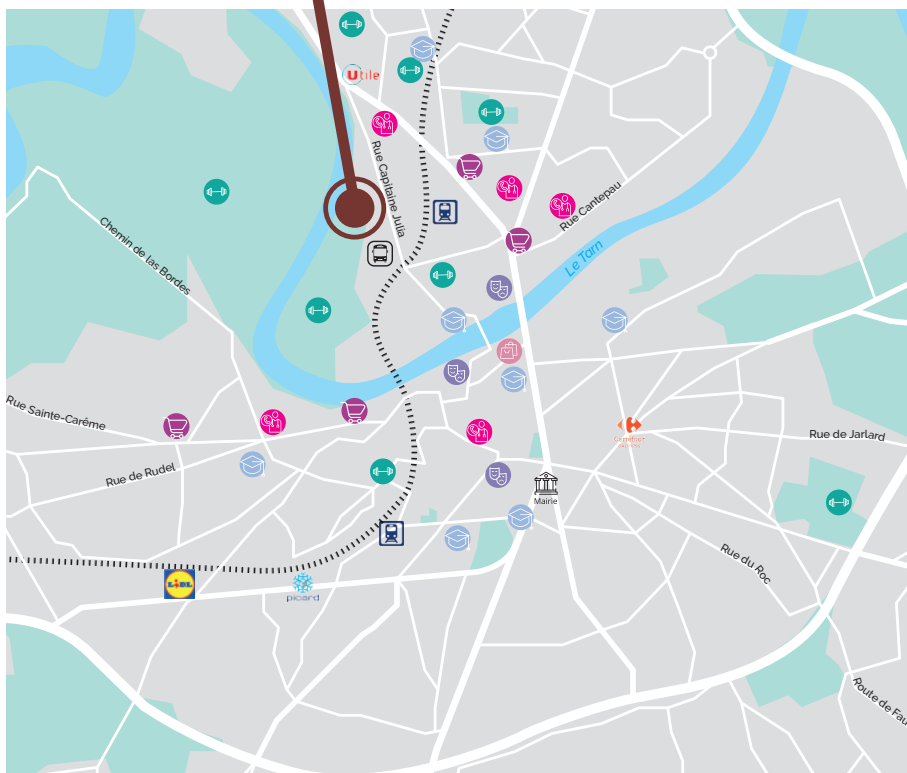 Utile
Rue Capitaine Julia
Rue Cantepau
Chemin de las Bordes
Le Tarn
Rue Sainte-Carême
Carrefour
Rue de Jarlard
Rue de Rudel
Mairie
Rue du Roc
LIDL
picard
Route de Fau